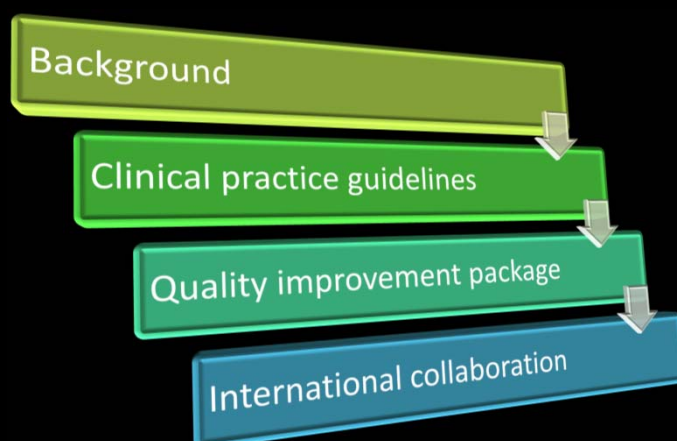 Background
Clinical practice guidelines
Quality improvement package
International collaboration